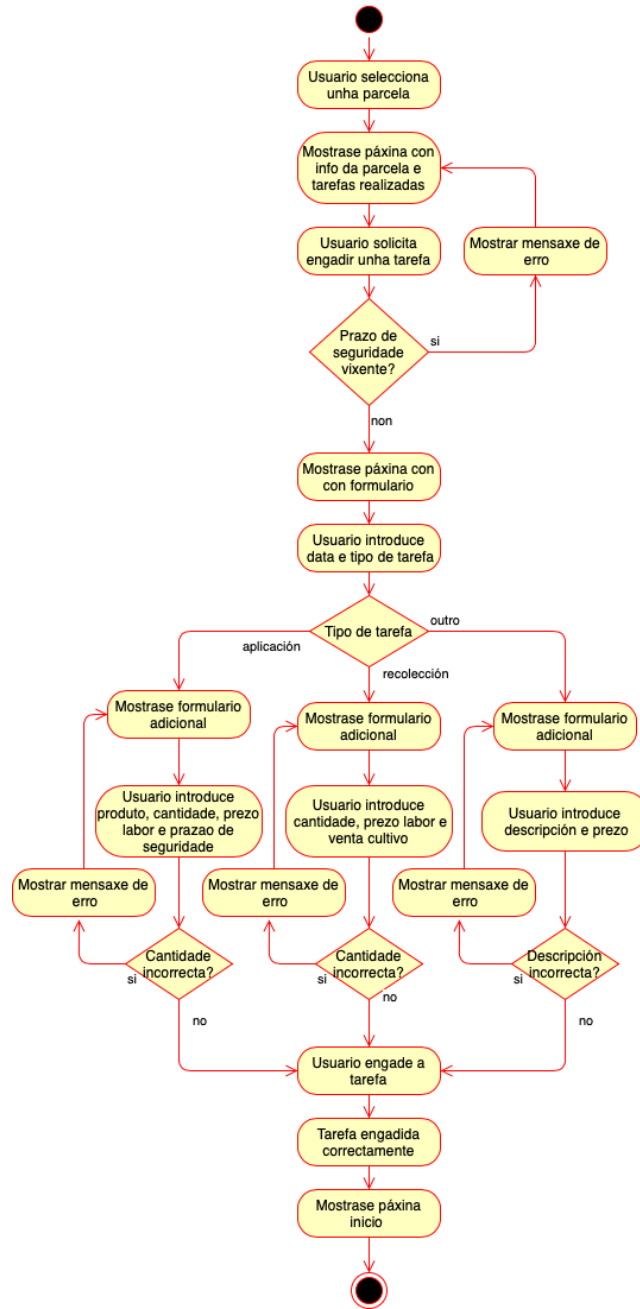 Usuario selecciona
unha parcela
Mostrase páxina con
info da parcela e
tarefas realizadas
Usuario solicita
engadir unha tarefa
Mostrar mensaxe de
erro
Prazo de
seguridade
vixente?
si
non
Mostrase páxina con
con formulario
Usuario introduce
data e tipo de tarefa
Tipo de tarefa
aplicación
recolección
outro
Mostrase formulario
adicional
Mostrase formulario
adicional
Mostrase formulario
adicional
Usuario introduce
produto, cantidade, prezo
labor e prazao de
seguridade
Usuario introduce
cantidade, prezo labor e
venta cultivo
Usuario introduce
descripción e prezo
Mostrar mensaxe de
erro
Mostrar mensaxe de
erro
Mostrar mensaxe de
erro
Cantidade
incorrecta?
si
no
Cantidade
incorrecta?
si
no
Descripción
incorrecta?
si
no
Usuario engade a
tarefa
Tarefa engadida
correctamente
Mostrase páxina
inicio